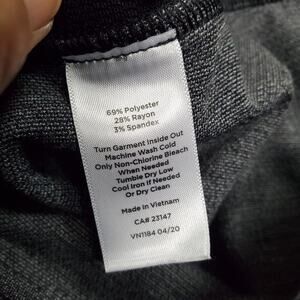 69% Polyester
28% Rayon
3% Spandex
Turn Garment Inside Out
Machine Wash Cold
Only Non-Chlorine Bleach
When Needed
Tumble Dry Low
Cool Iron If Needed
Or Dry Clean
Made in Vietnam
CA# 23147
VN1184 04/20